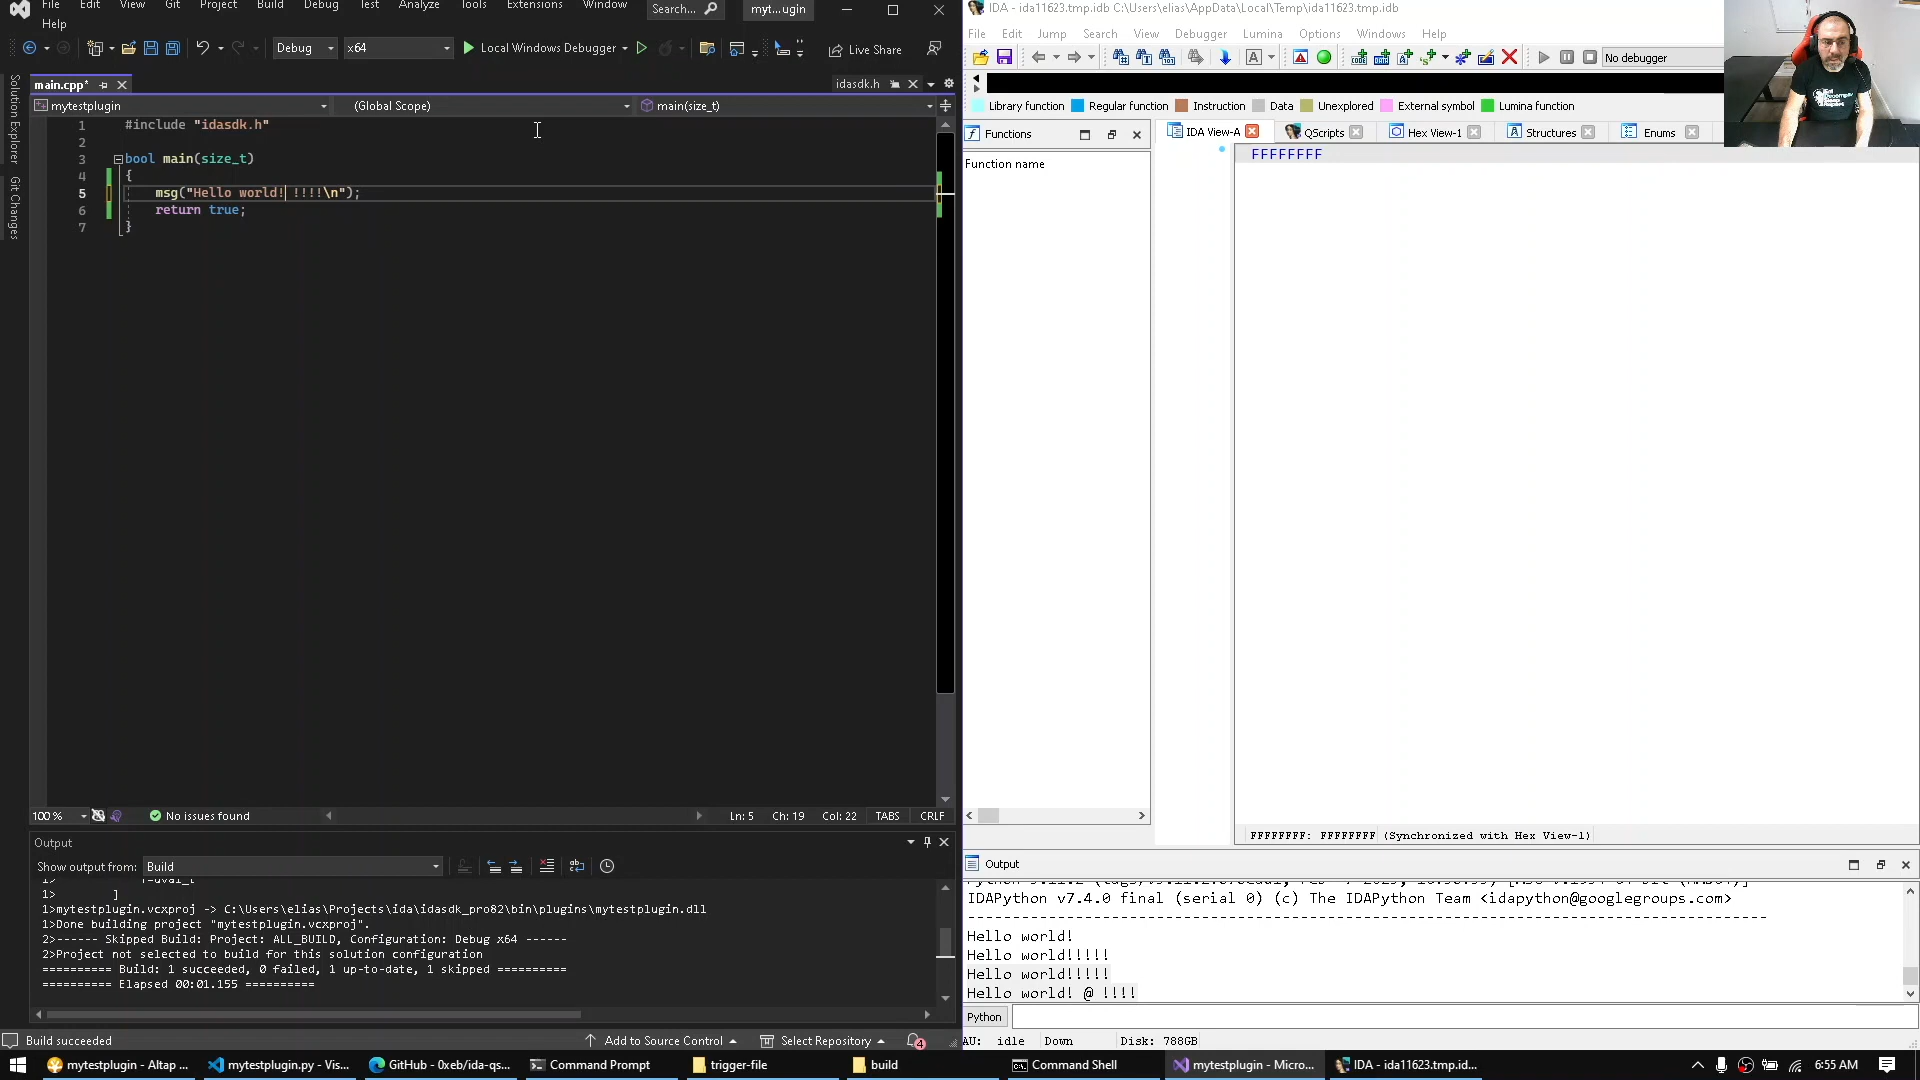 File Edit View Git Project Build Debug Test Analyze Tools Extensions Window Search... myt...ugin
Help
Debug x64 Local Windows Debugger Live Share
Solution Explorer
Git Changes
main.cpp* idasdk.h
mytestplugin (Global Scope) main(size_t)
1 #include "idasdk.h"
2
3 bool main(size_t)
4 {
5 msg("Hello world! !!!!\n");
6 return true;
7 }
100 % No issues found Ln: 5 Ch: 19 Col: 22 TABS CRLF
Output
Show output from: Build
1> ]
1>mytestplugin.vcxproj -> C:\Users\elias\Projects\ida\idasdk_pro82\bin\plugins\mytestplugin.dll
1>Done building project "mytestplugin.vcxproj".
2>------ Skipped Build: Project: ALL_BUILD, Configuration: Debug x64 ------
2>Project not selected to build for this solution configuration
========== Build: 1 succeeded, 0 failed, 1 up-to-date, 1 skipped ==========
========== Elapsed 00:01.155 ==========
Build succeeded Add to Source Control Select Repository 4
IDA - ida11623.tmp.idb C:\Users\elias\AppData\Local\Temp\ida11623.tmp.idb
File Edit Jump Search View Debugger Lumina Options Windows Help
No debugger
Library function Regular function Instruction Data Unexplored External symbol Lumina function
Functions
Function name
IDA View-A QScripts Hex View-1 Structures Enums
FFFFFFFF
FFFFFFFF: FFFFFFFF (Synchronized with Hex View-1)
Output
IDAPython v7.4.0 final (serial 0) (c) The IDAPython Team <idapython@googlegroups.com>
Hello world!
Hello world!!!!!
Hello world!!!!!
Hello world! @ !!!!
Python
AU: idle Down Disk: 788GB
mytestplugin - Altap ... mytestplugin.py - Vis... GitHub - 0xeb/ida-qs... Command Prompt trigger-file build Command Shell mytestplugin - Micro... IDA - ida11623.tmp.id... 6:55 AM